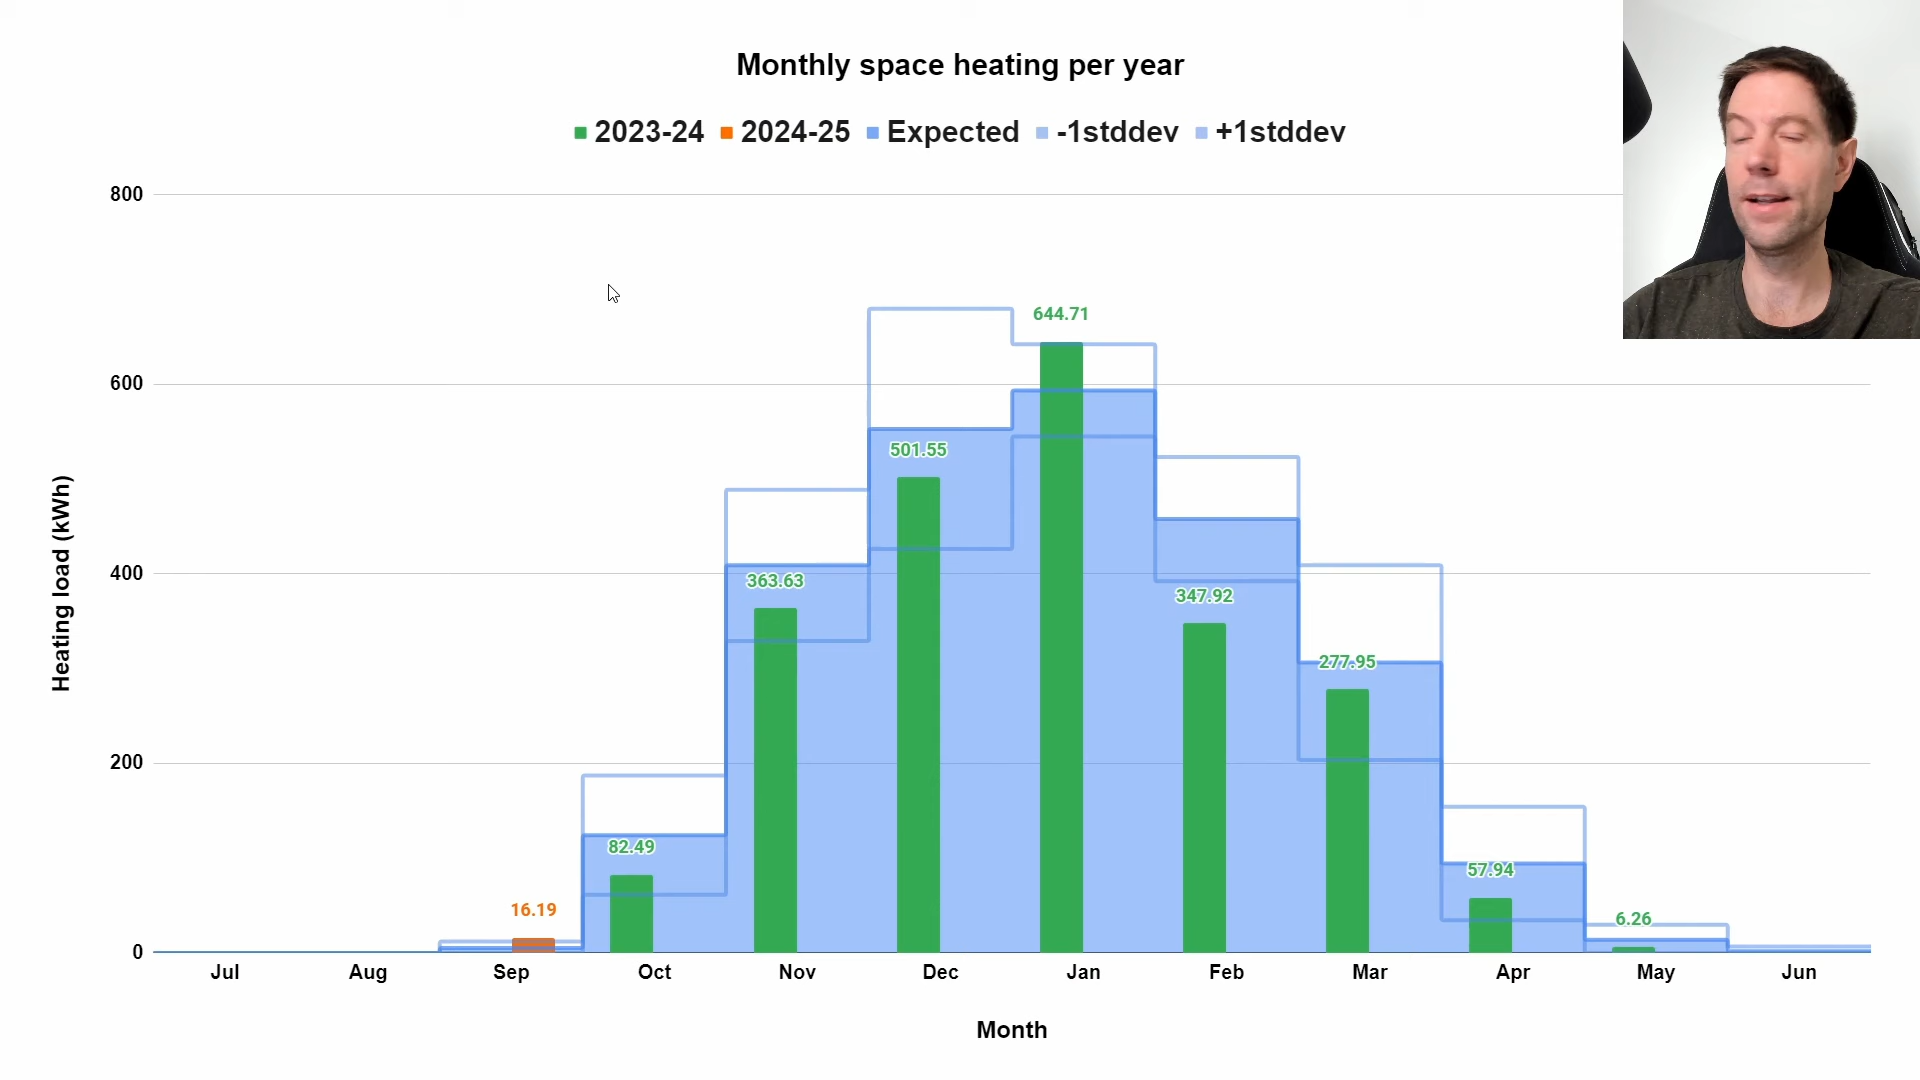 Monthly space heating per year
2023-24 2024-25 Expected -1stddev +1stddev
800
600
400
200
0
Heating load (kWh)
644.71
501.55
363.63
347.92
277.95
82.49
57.94
16.19
6.26
Jul Aug Sep Oct Nov Dec Jan Feb Mar Apr May Jun
Month